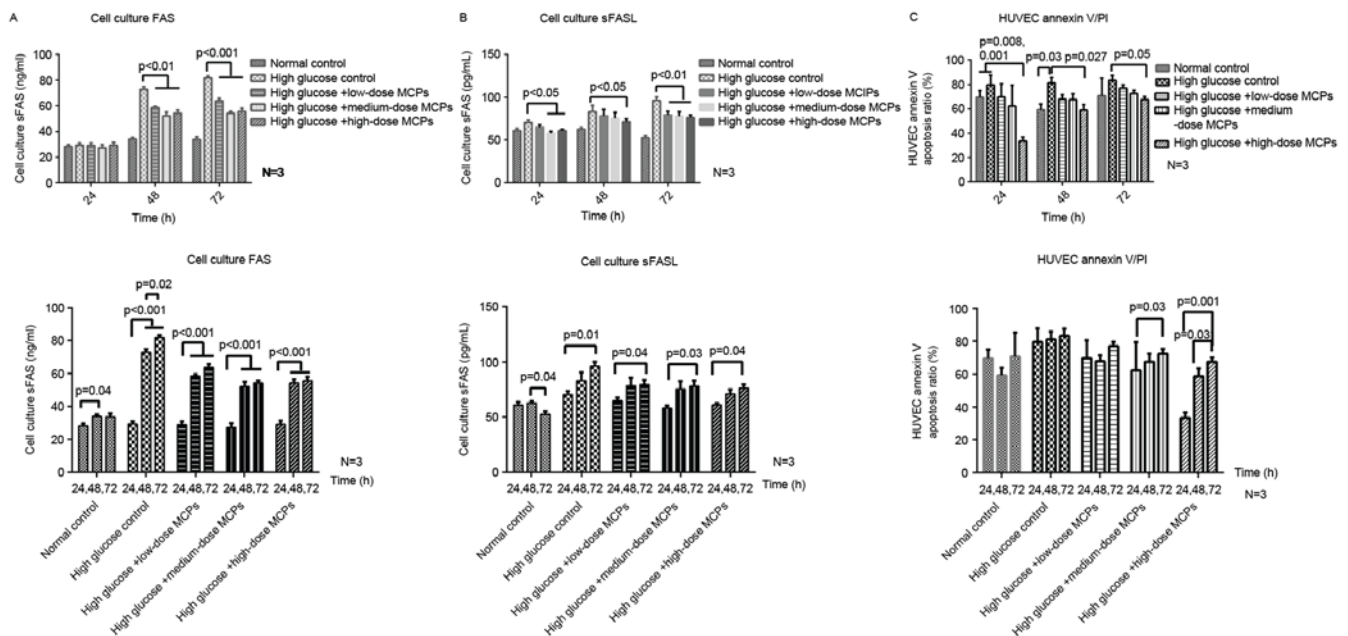 A
Cell culture FAS
Cell culture sFAS (ng/ml)
100
80
60
40
20
0
p<0.01
p<0.001
24
48
72
Time (h)
Normal control
High glucose control
High glucose +low-dose MCPs
High glucose +medium-dose MCPs
High glucose +high-dose MCPs
N=3
B
Cell culture sFASL
Cell culture sFAS (pg/mL)
150
100
50
0
p<0.05
p<0.05
p<0.01
24
48
72
Time (h)
Normal control
High glucose control
High glucose +low-dose MCIPs
High glucose +medium-dose MCPs
High glucose +high-dose MCPs
N=3
C
HUVEC annexin V/PI
HUVEC annexin V
apoptosis ratio (%)
100
80
60
40
20
0
p=0.008,
0.001
p=0.03
p=0.027
p=0.05
24
48
72
Time (h)
Normal control
High glucose control
High glucose +low-dose MCPs
High glucose +medium
-dose MCPs
High glucose +high-dose MCPs
N=3
Cell culture FAS
Cell culture sFAS (ng/ml)
100
80
60
40
20
0
p=0.04
p<0.001
p=0.02
p<0.001
p<0.001
p<0.001
N=3
24,48,72 24,48,72 24,48,72 24,48,72 24,48,72
Time (h)
Normal control
High glucose control
High glucose +low-dose MCPs
High glucose +medium-dose MCPs
High glucose +high-dose MCPs
Cell culture sFASL
Cell culture sFAS (pg/mL)
150
100
50
0
p=0.04
p=0.01
p=0.04
p=0.03
p=0.04
N=3
24,48,72 24,48,72 24,48,72 24,48,72 24,48,72
Time (h)
Normal control
High glucose control
High glucose +low-dose MCPs
High glucose +medium-dose MCPs
High glucose +high-dose MCPs
HUVEC annexin V/PI
HUVEC annexin V
apoptosis ratio (%)
100
80
60
40
20
0
p=0.03
p=0.001
p=0.03
Time (h)
24,48,72 24,48,72 24,48,72 24,48,72 24,48,72
N=3
Normal control
High glucose control
High glucose +low-dose MCPs
High glucose +medium-dose MCPs
High glucose +high-dose MCPs